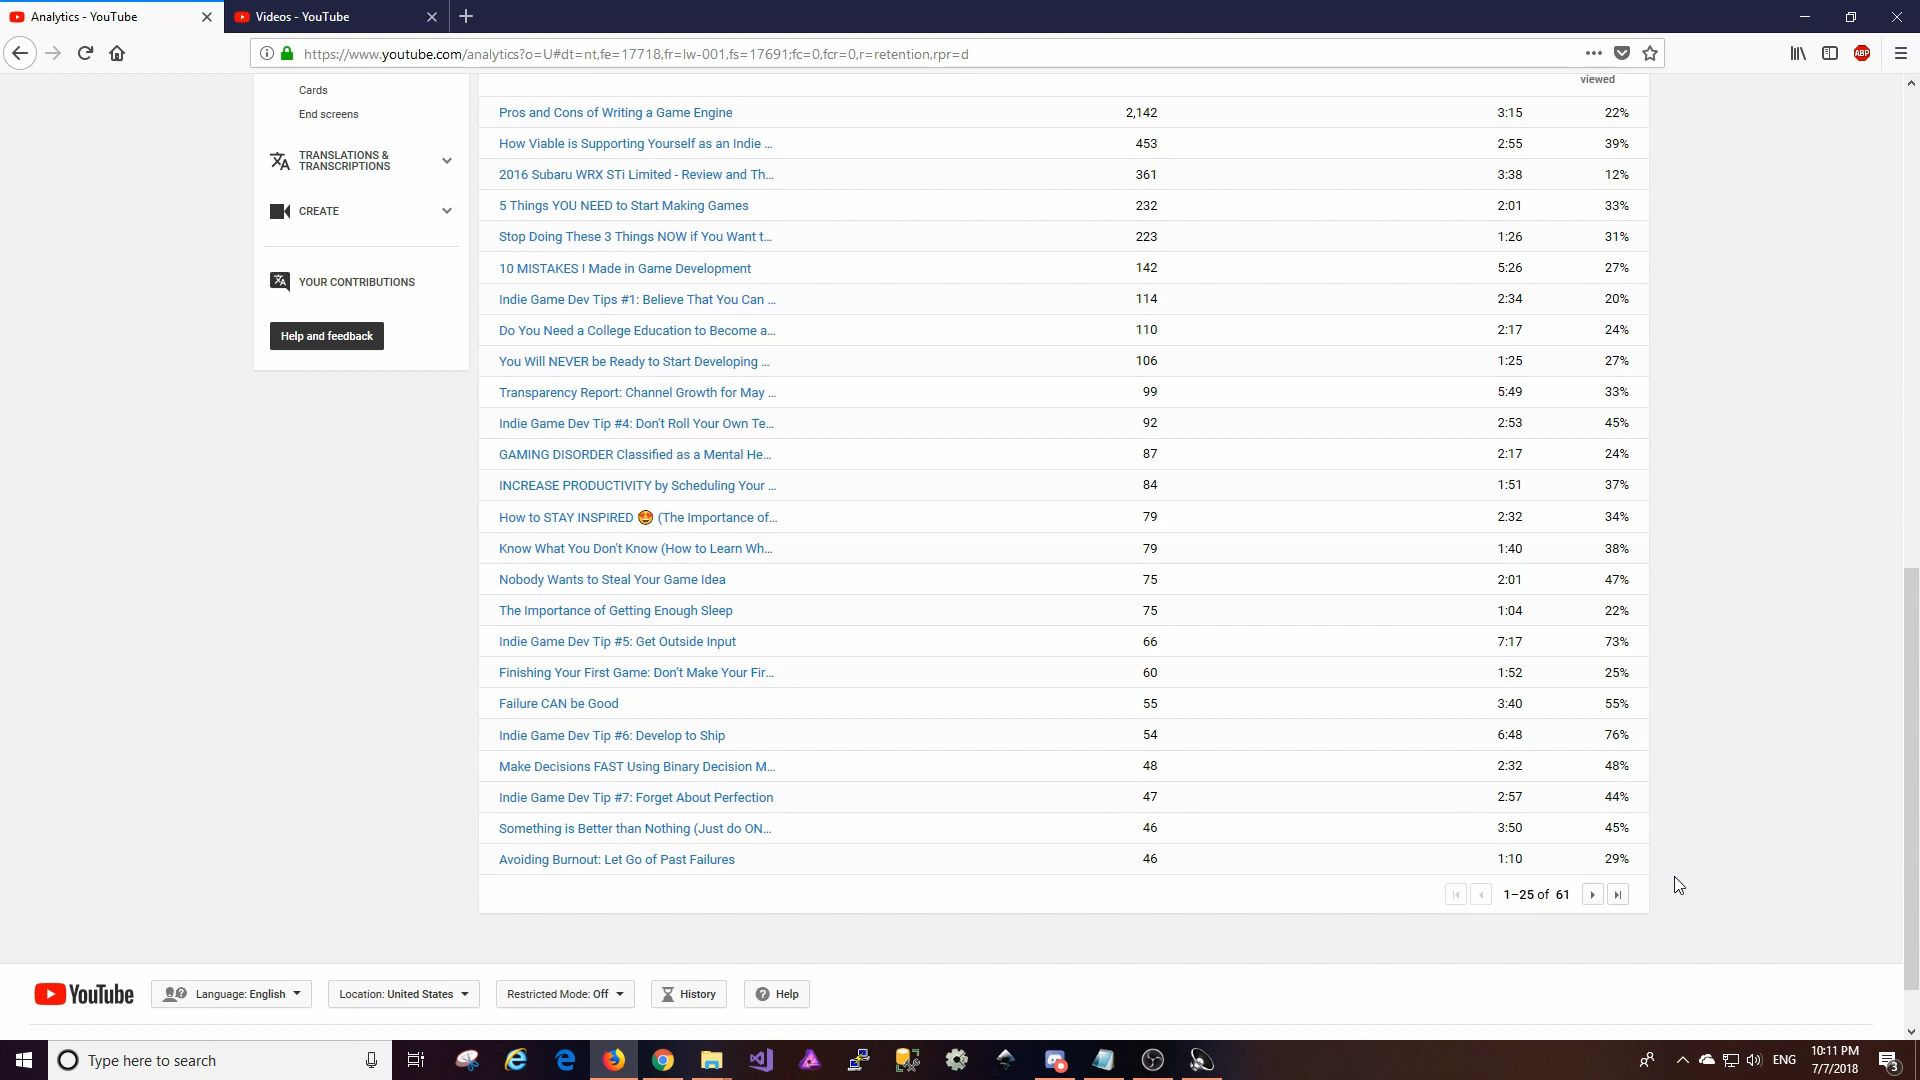 Analytics - YouTube
Videos - YouTube
https://www.youtube.com/analytics?o=U#dt=nt,fe=17718,fr=lw-001,fs=17691;fc=0,fcr=0,r=retention,rpr=d
ABP
Cards
End screens
TRANSLATIONS &
TRANSCRIPTIONS
CREATE
YOUR CONTRIBUTIONS
Help and feedback
viewed
Pros and Cons of Writing a Game Engine 2,142 3:15 22%
How Viable is Supporting Yourself as an Indie ... 453 2:55 39%
2016 Subaru WRX STi Limited - Review and Th... 361 3:38 12%
5 Things YOU NEED to Start Making Games 232 2:01 33%
Stop Doing These 3 Things NOW if You Want t... 223 1:26 31%
10 MISTAKES I Made in Game Development 142 5:26 27%
Indie Game Dev Tips #1: Believe That You Can ... 114 2:34 20%
Do You Need a College Education to Become a... 110 2:17 24%
You Will NEVER be Ready to Start Developing ... 106 1:25 27%
Transparency Report: Channel Growth for May ... 99 5:49 33%
Indie Game Dev Tip #4: Don't Roll Your Own Te... 92 2:53 45%
GAMING DISORDER Classified as a Mental He... 87 2:17 24%
INCREASE PRODUCTIVITY by Scheduling Your ... 84 1:51 37%
How to STAY INSPIRED 😍 (The Importance of... 79 2:32 34%
Know What You Don't Know (How to Learn Wh... 79 1:40 38%
Nobody Wants to Steal Your Game Idea 75 2:01 47%
The Importance of Getting Enough Sleep 75 1:04 22%
Indie Game Dev Tip #5: Get Outside Input 66 7:17 73%
Finishing Your First Game: Don't Make Your Fir... 60 1:52 25%
Failure CAN be Good 55 3:40 55%
Indie Game Dev Tip #6: Develop to Ship 54 6:48 76%
Make Decisions FAST Using Binary Decision M... 48 2:32 48%
Indie Game Dev Tip #7: Forget About Perfection 47 2:57 44%
Something is Better than Nothing (Just do ON... 46 3:50 45%
Avoiding Burnout: Let Go of Past Failures 46 1:10 29%
1–25 of 61
YouTube
Language: English
Location: United States
Restricted Mode: Off
History
Help
Type here to search
ENG
10:11 PM
7/7/2018
3